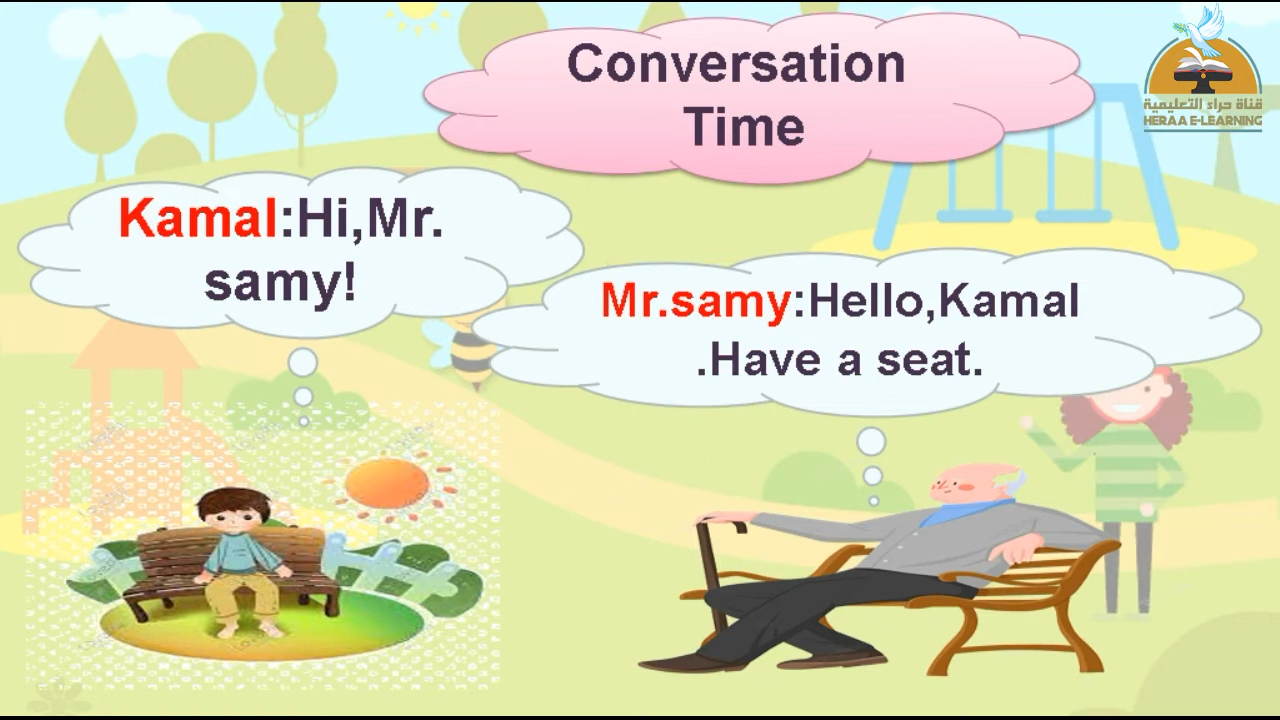 Conversation
Time
قناة حراء التعليمية
HERAA E-LEARNING
Kamal:Hi,Mr.
samy!
Mr.samy:Hello,Kamal
.Have a seat.